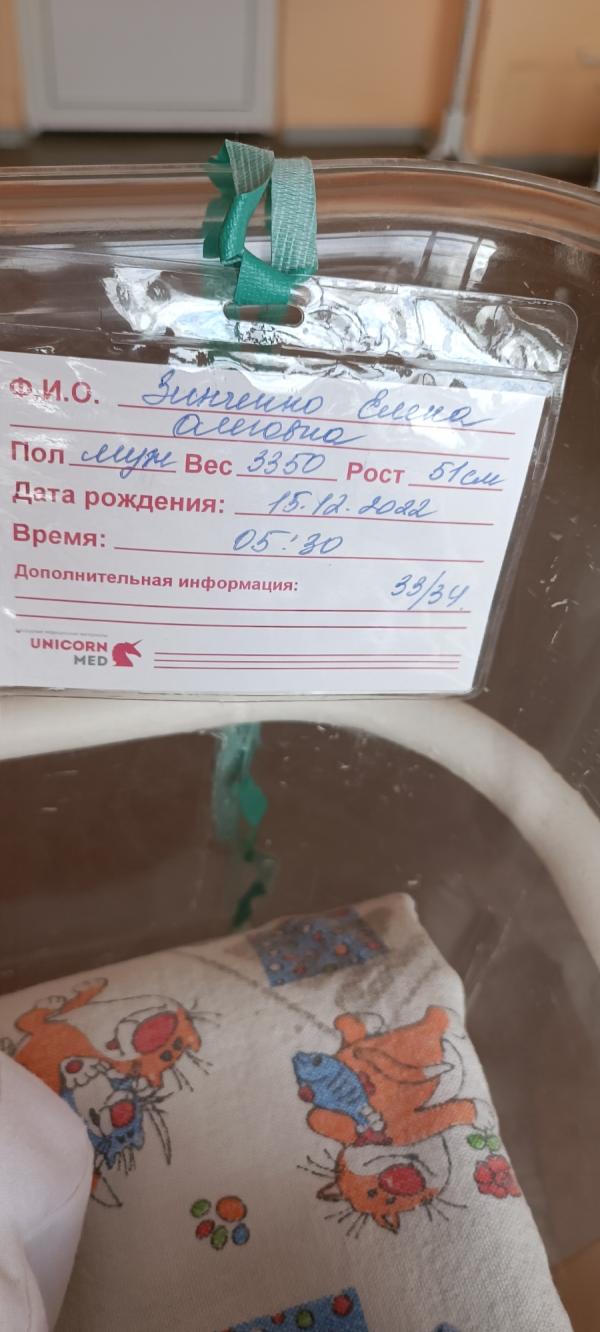 Ф.И.О. Зинченко Елена
Олеговна
Пол муж Вес 3350 Рост 51см
Дата рождения: 15.12.2022
Время: 05:30
Дополнительная информация: 33/34.
UNICORN
MED